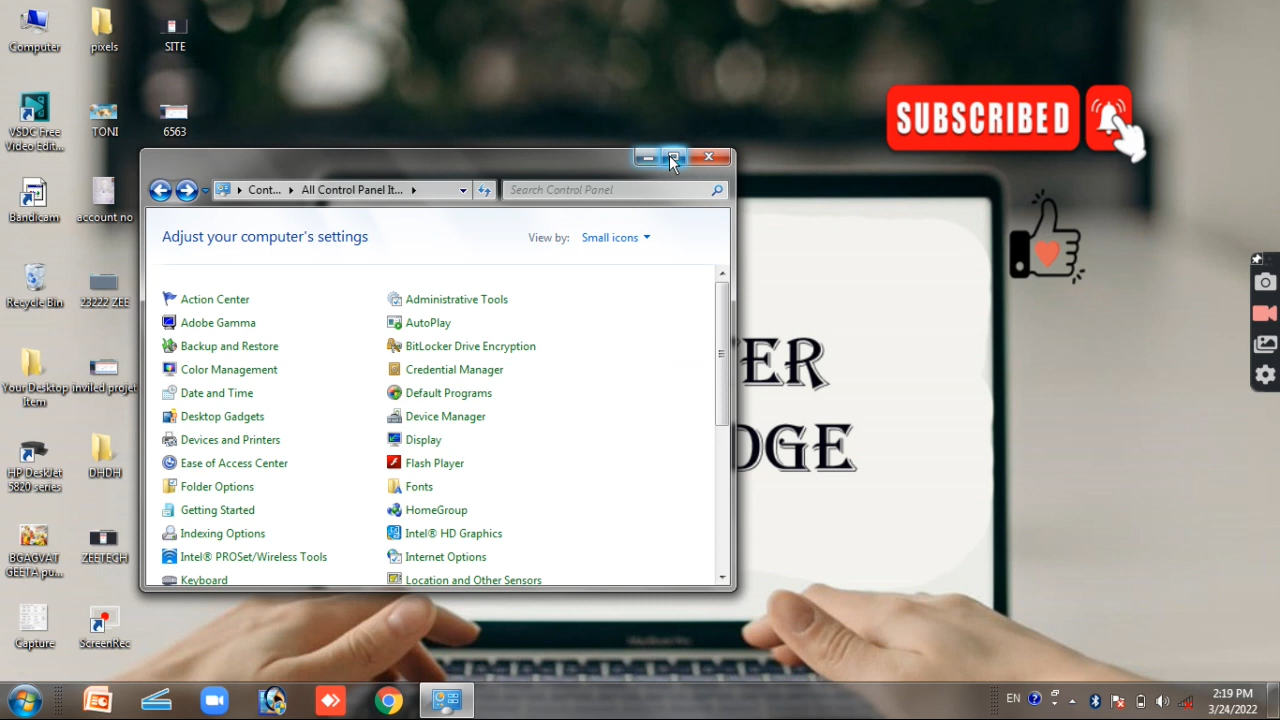 Computer
pixels
SITE
VSDC Free
Video Edit...
TONI
6563
Bandicam
account no
Recycle Bin
23222 ZEE
Your Desktop
Item
inviled projet
HP DeskJet
5820 series
DHDH
BGAGVAT
GEETA pu...
ZEETECH
Capture
ScreenRec
SUBSCRIBED
Cont...
All Control Panel It...
Search Control Panel
Adjust your computer's settings
View by:
Small icons
Action Center
Administrative Tools
Adobe Gamma
AutoPlay
Backup and Restore
BitLocker Drive Encryption
Color Management
Credential Manager
Date and Time
Default Programs
Desktop Gadgets
Device Manager
Devices and Printers
Display
Ease of Access Center
Flash Player
Folder Options
Fonts
Getting Started
HomeGroup
Indexing Options
Intel® HD Graphics
Intel® PROSet/Wireless Tools
Internet Options
Keyboard
Location and Other Sensors
ER
DGE
EN
2:19 PM
3/24/2022